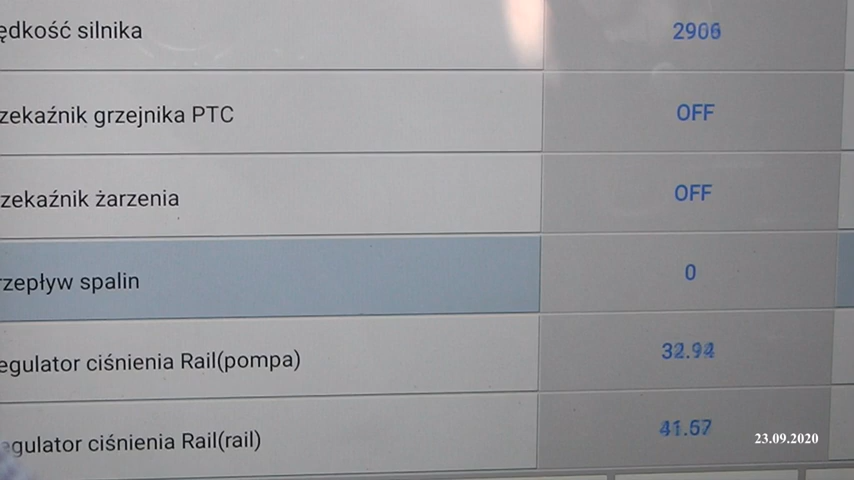 ędkość silnika 2906
zekaźnik grzejnika PTC OFF
zekaźnik żarzenia OFF
rzepływ spalin 0
egulator ciśnienia Rail(pompa) 32.94
egulator ciśnienia Rail(rail) 41.57
23.09.2020